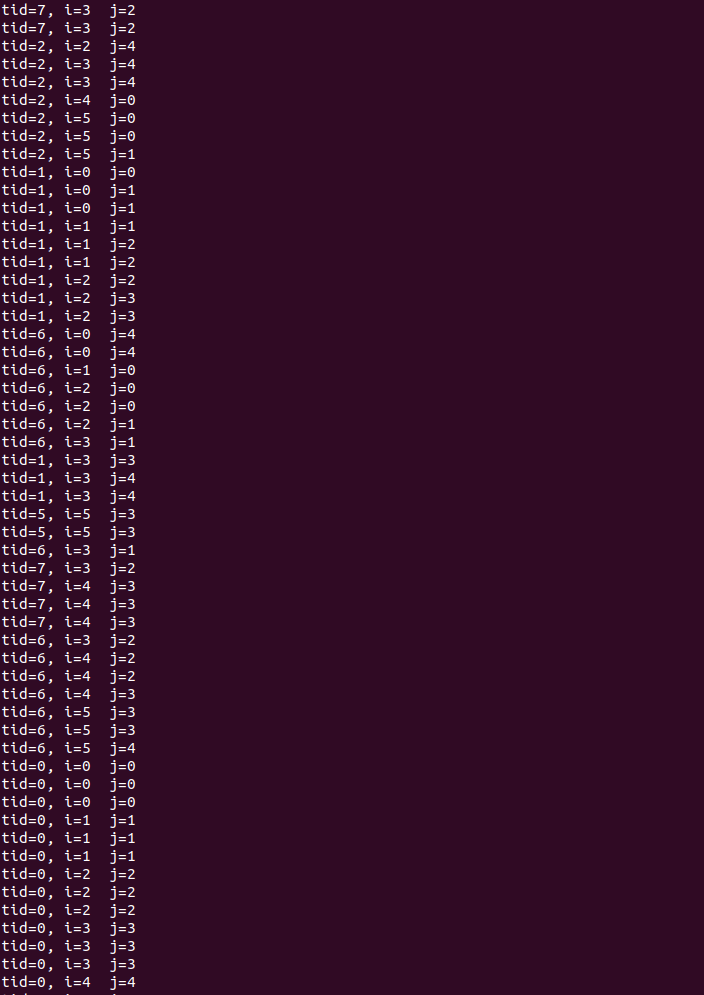 tid=7, i=3  j=2
tid=7, i=3  j=2
tid=2, i=2  j=4
tid=2, i=3  j=4
tid=2, i=3  j=4
tid=2, i=4  j=0
tid=2, i=5  j=0
tid=2, i=5  j=0
tid=2, i=5  j=1
tid=1, i=0  j=0
tid=1, i=0  j=1
tid=1, i=0  j=1
tid=1, i=1  j=1
tid=1, i=1  j=2
tid=1, i=1  j=2
tid=1, i=2  j=2
tid=1, i=2  j=3
tid=1, i=2  j=3
tid=6, i=0  j=4
tid=6, i=0  j=4
tid=6, i=1  j=0
tid=6, i=2  j=0
tid=6, i=2  j=0
tid=6, i=2  j=1
tid=6, i=3  j=1
tid=1, i=3  j=3
tid=1, i=3  j=4
tid=1, i=3  j=4
tid=5, i=5  j=3
tid=5, i=5  j=3
tid=6, i=3  j=1
tid=7, i=3  j=2
tid=7, i=4  j=3
tid=7, i=4  j=3
tid=7, i=4  j=3
tid=6, i=3  j=2
tid=6, i=4  j=2
tid=6, i=4  j=2
tid=6, i=4  j=3
tid=6, i=5  j=3
tid=6, i=5  j=3
tid=6, i=5  j=4
tid=0, i=0  j=0
tid=0, i=0  j=0
tid=0, i=0  j=0
tid=0, i=1  j=1
tid=0, i=1  j=1
tid=0, i=1  j=1
tid=0, i=2  j=2
tid=0, i=2  j=2
tid=0, i=2  j=2
tid=0, i=3  j=3
tid=0, i=3  j=3
tid=0, i=3  j=3
tid=0, i=4  j=4